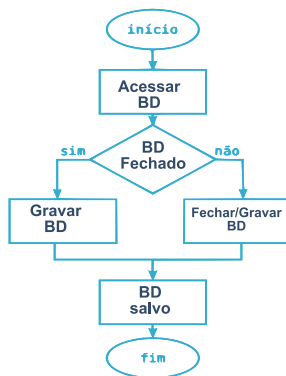 início
Acessar
BD
BD
Fechado
sim
não
Gravar
BD
Fechar/Gravar
BD
BD
salvo
fim